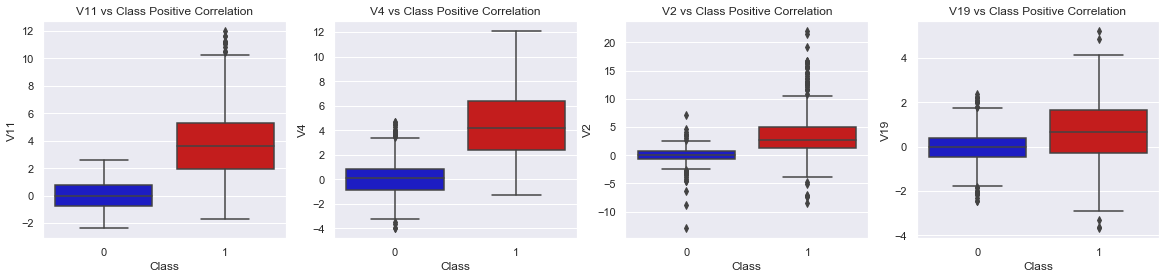 V11 vs Class Positive Correlation
V11
12
10
8
6
4
2
0
−2
0 1
Class
V4 vs Class Positive Correlation
V4
12
10
8
6
4
2
0
−2
−4
0 1
Class
V2 vs Class Positive Correlation
V2
20
15
10
5
0
−5
−10
0 1
Class
V19 vs Class Positive Correlation
V19
4
2
0
−2
−4
0 1
Class